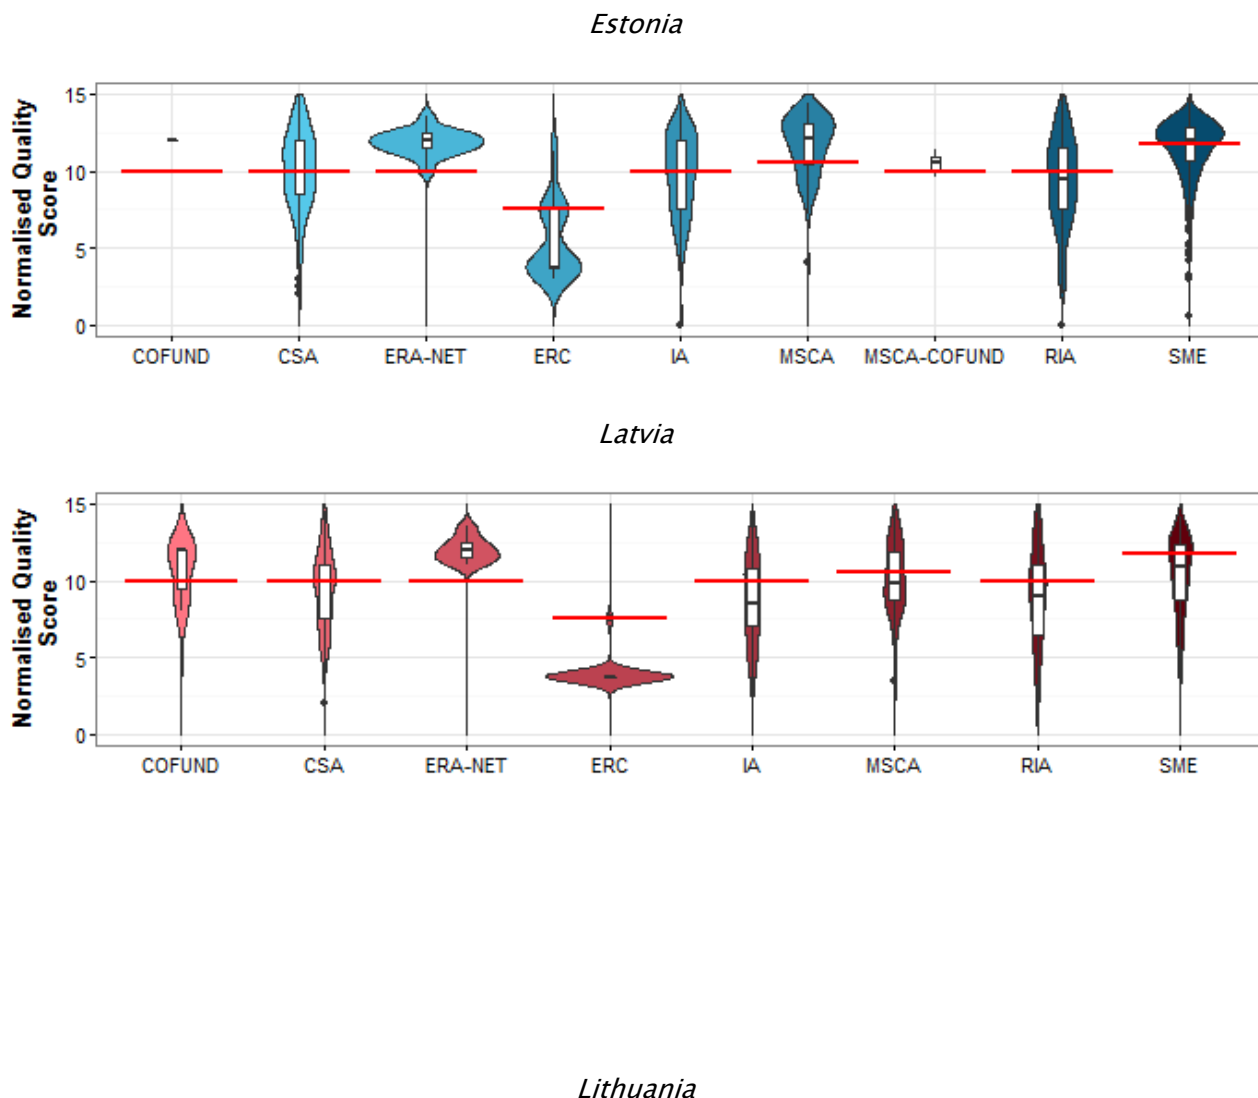 Estonia
Normalised Quality
Score
15
10
5
0
COFUND CSA ERA-NET ERC IA MSCA MSCA-COFUND RIA SME
Latvia
Normalised Quality
Score
15
10
5
0
COFUND CSA ERA-NET ERC IA MSCA RIA SME
Lithuania